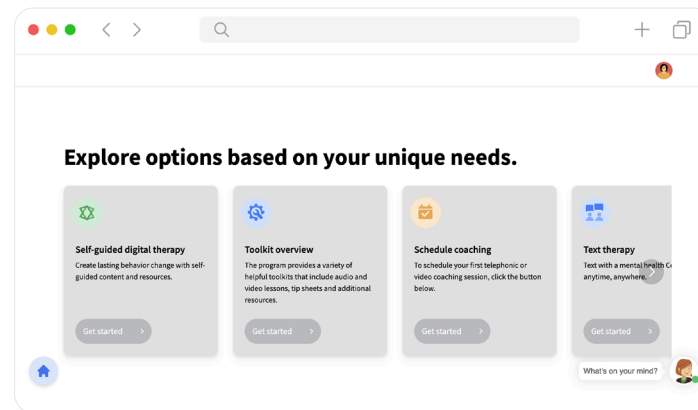 Explore options based on your unique needs.
Self-guided digital therapy
Create lasting behavior change with self-
guided content and resources.
Get started
Toolkit overview
The program provides a variety of
helpful toolkits that include audio and
video lessons, tip sheets and additional
resources.
Get started
Schedule coaching
To schedule your first telephonic or
video coaching session, click the button
below.
Get started
Text therapy
Text with a mental health
anytime, anywhere.
Get started
What's on your mind?